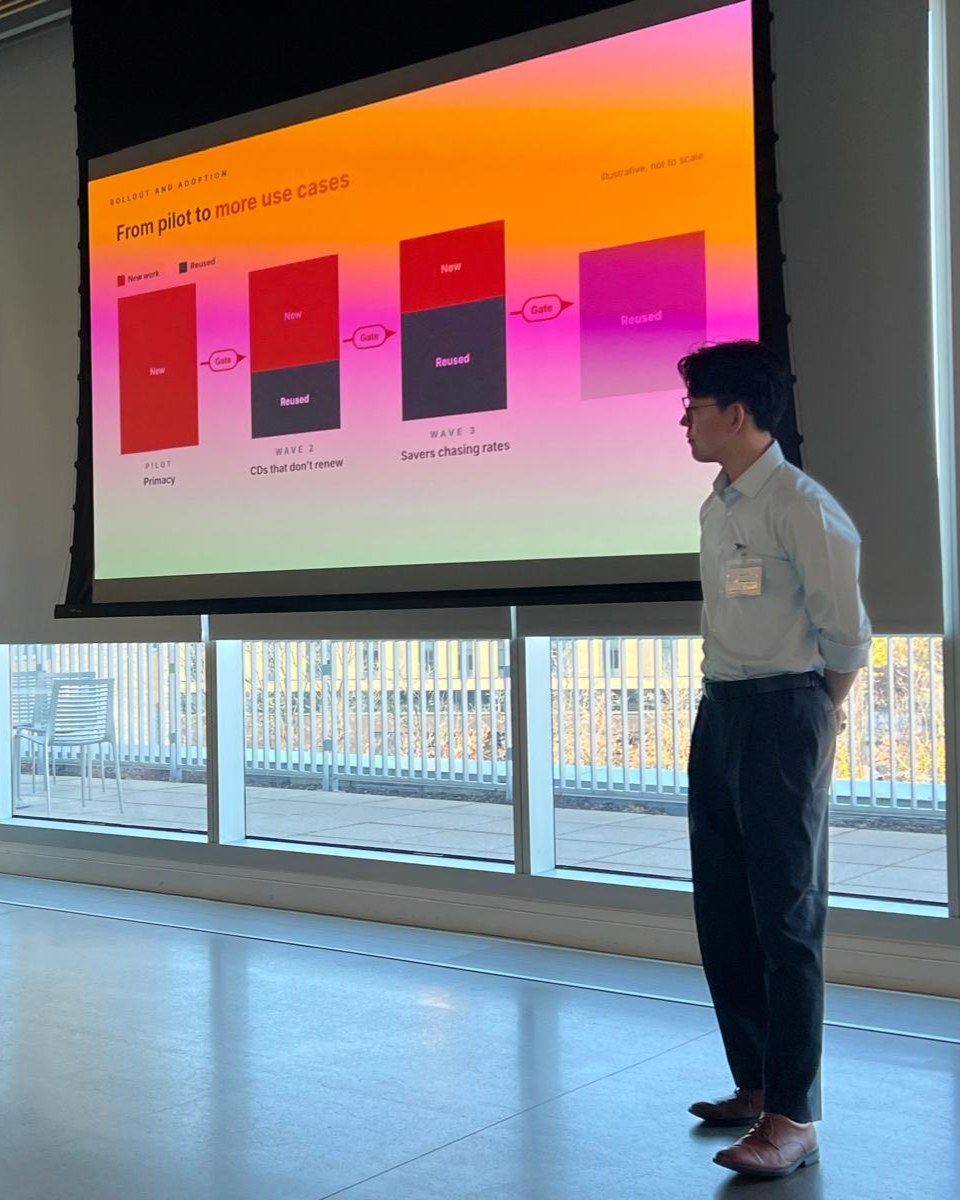 ROLLOUT AND ADOPTION
From pilot to more use cases
Illustrative, not to scale
New work
Reused
New
Gate
New
Reused
Gate
New
Reused
Gate
Reused
PILOT
Primacy
WAVE 2
CDs that don't renew
WAVE 3
Savers chasing rates